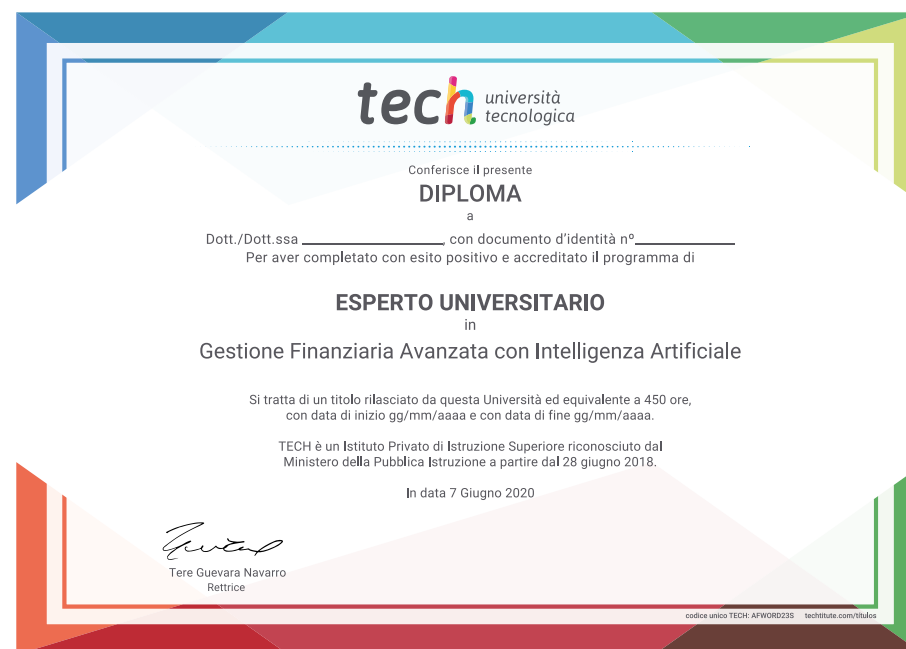 tech università
tecnologica
Conferisce il presente
DIPLOMA
a
Dott./Dott.ssa ____________________, con documento d'identità nº______________
Per aver completato con esito positivo e accreditato il programma di
ESPERTO UNIVERSITARIO
in
Gestione Finanziaria Avanzata con Intelligenza Artificiale
Si tratta di un titolo rilasciato da questa Università ed equivalente a 450 ore,
con data di inizio gg/mm/aaaa e con data di fine gg/mm/aaaa.
TECH è un Istituto Privato di Istruzione Superiore riconosciuto dal
Ministero della Pubblica Istruzione a partire dal 28 giugno 2018.
In data 7 Giugno 2020
Tere Guevara Navarro
Rettrice
codice unico TECH: AFWORD23S techtitute.com/titulos